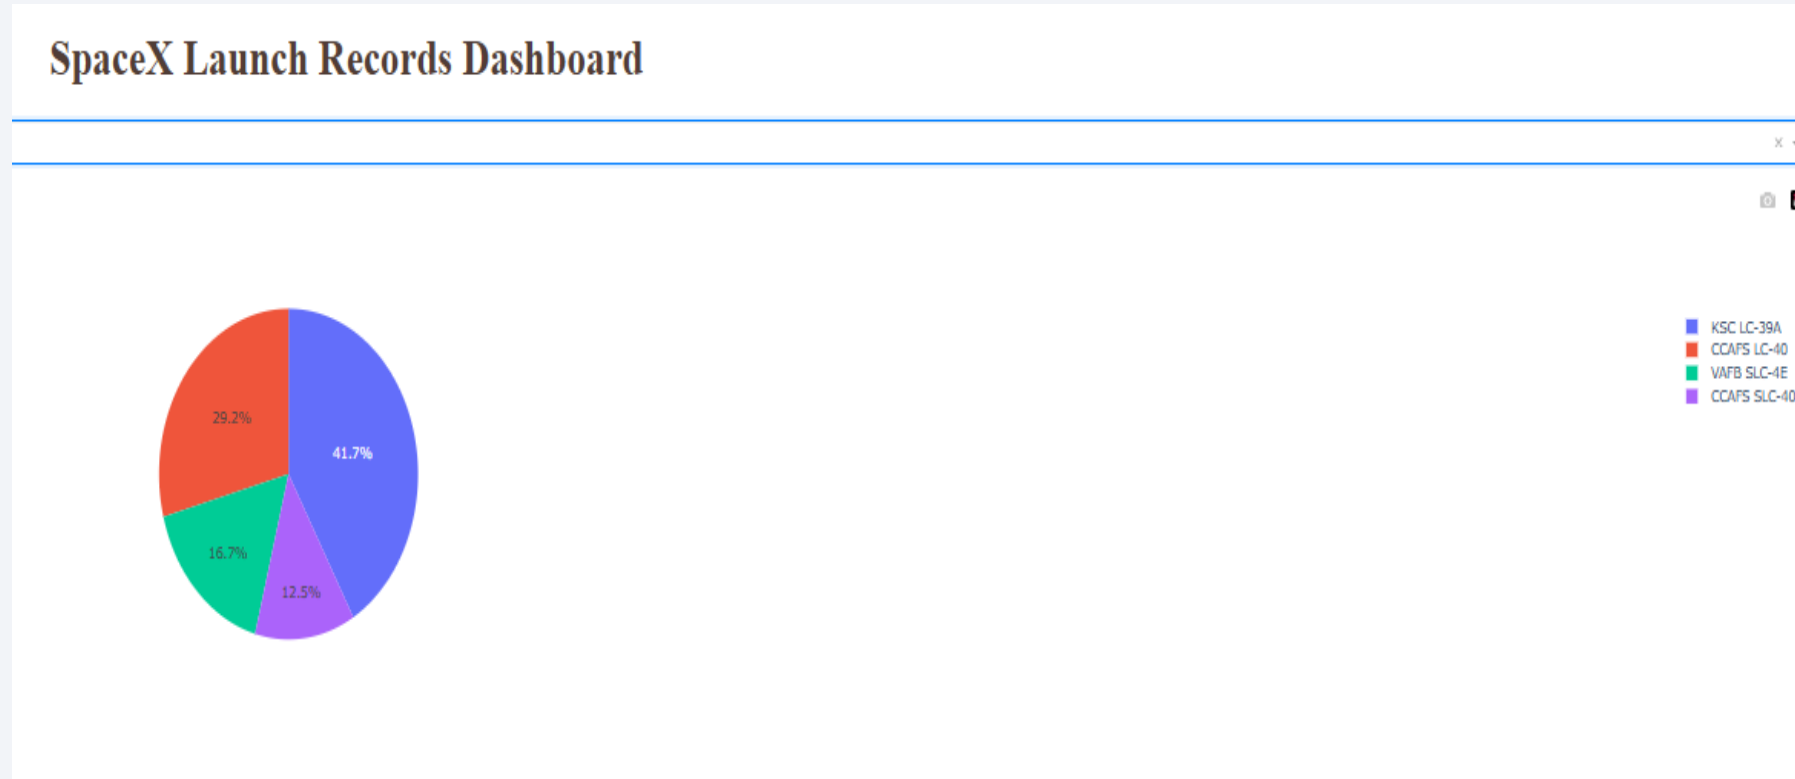 SpaceX Launch Records Dashboard
x
KSC LC-39A
CCAFS LC-40
VAFB SLC-4E
CCAFS SLC-40
29.2%
41.7%
16.7%
12.5%